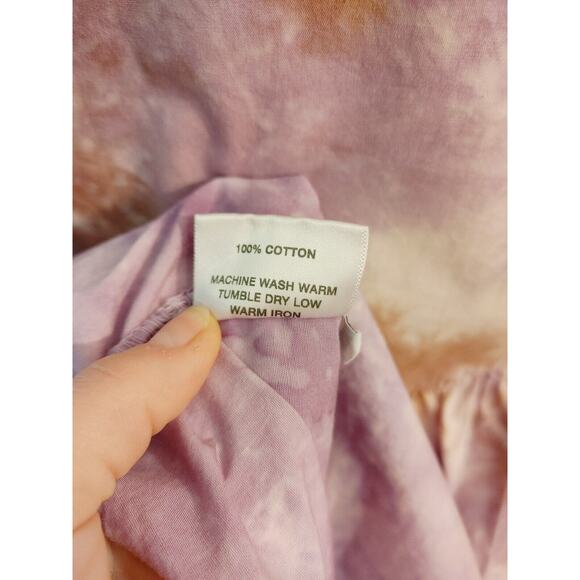 100% COTTON
MACHINE WASH WARM
TUMBLE DRY LOW
WARM IRON